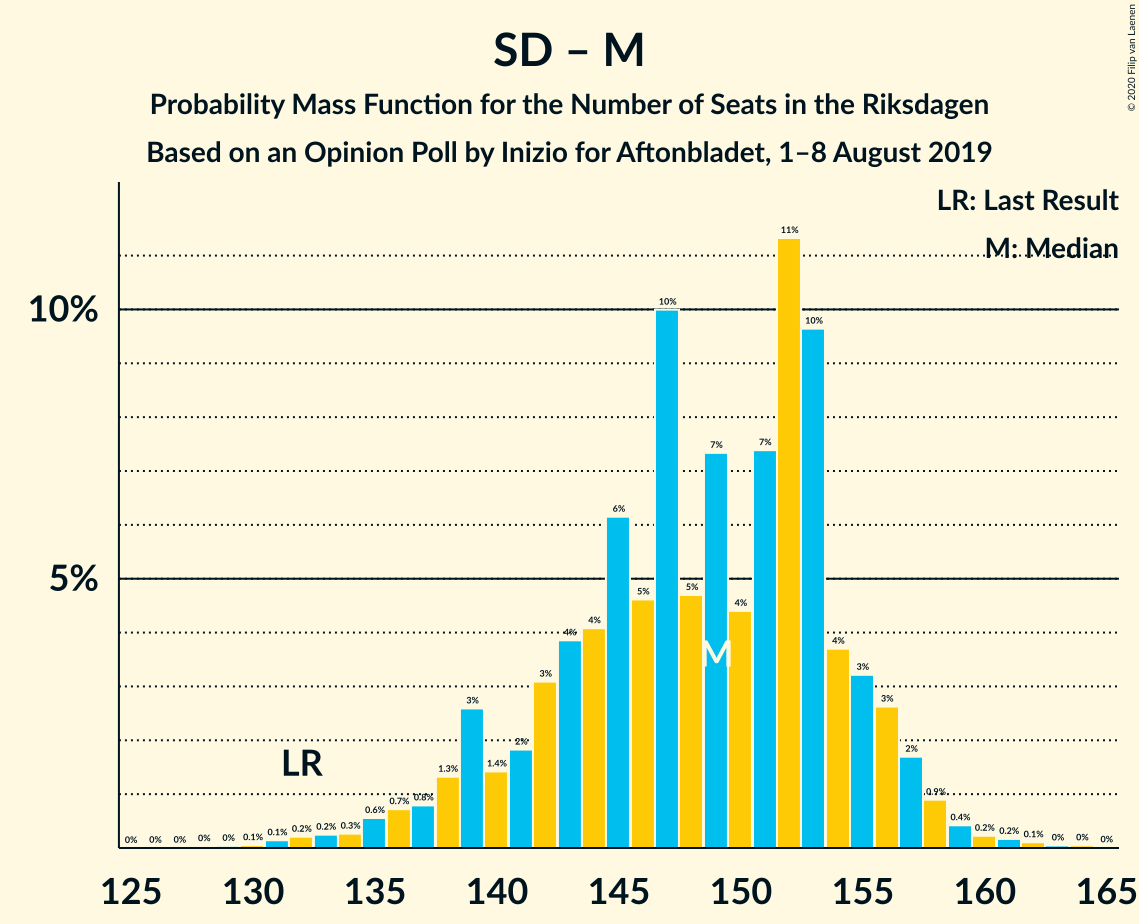 SD – M
Probability Mass Function for the Number of Seats in the Riksdagen
Based on an Opinion Poll by Inizio for Aftonbladet, 1–8 August 2019
© 2020 Filip van Laenen
LR: Last Result
M: Median
10%
5%
0% 0% 0% 0% 0% 0.1% 0.1% 0.2% 0.2% 0.3% 0.6% 0.7% 0.8% 1.3% 3% 1.4% 2% 3% 4% 4% 6% 5% 10% 5% 7% 4% 7% 11% 10% 4% 3% 3% 2% 0.9% 0.4% 0.2% 0.2% 0.1% 0% 0% 0%
LR
M
125 130 135 140 145 150 155 160 165